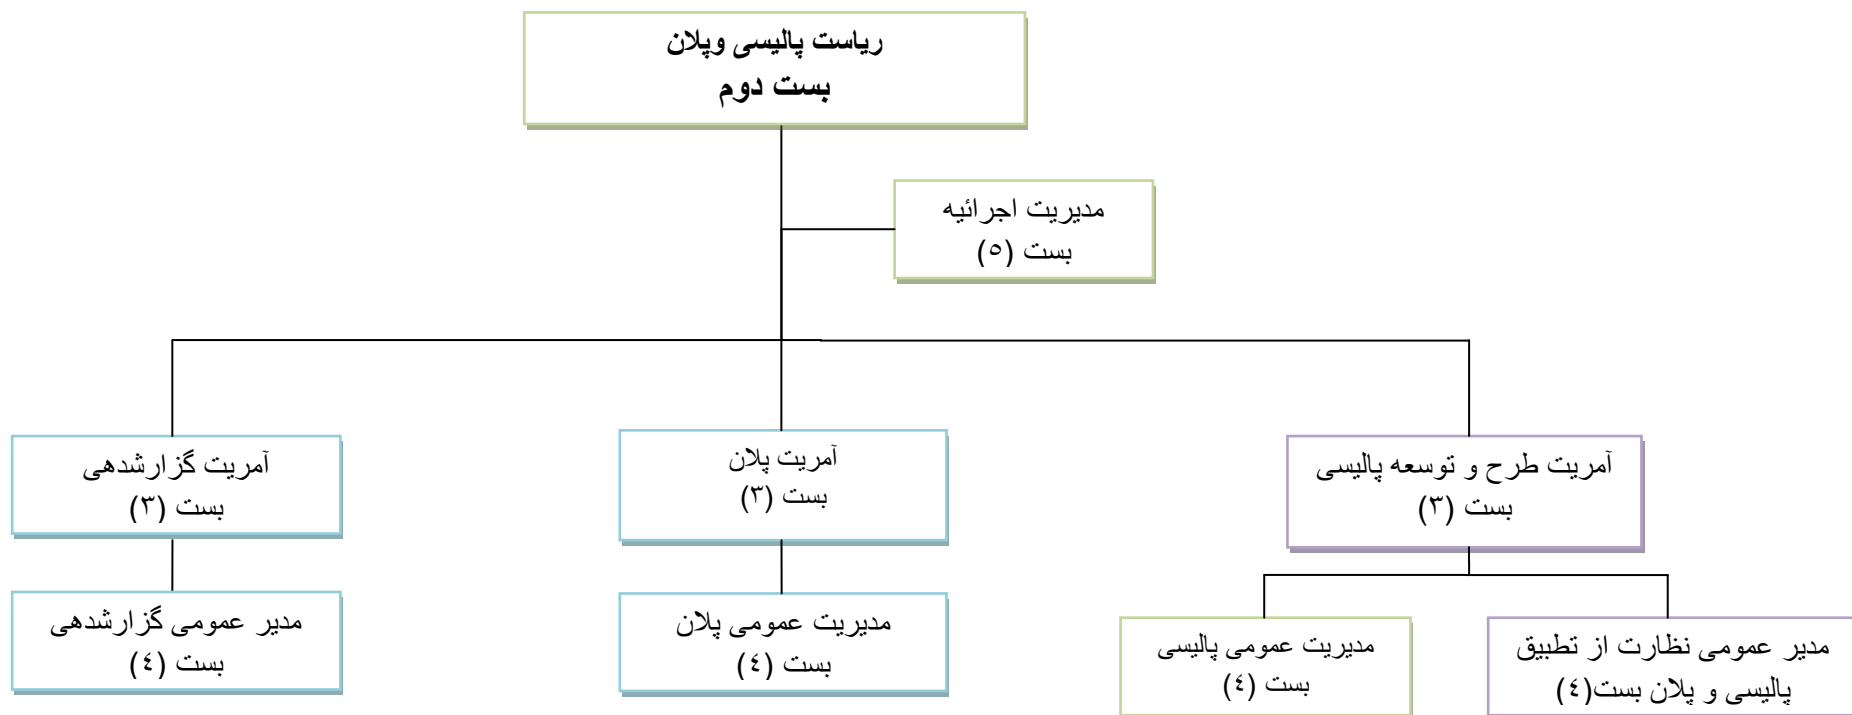 ریاست پالیسی وپلان
بست دوم
مدیریت اجرائیه
بست (٥)
آمریت طرح و توسعه پالیسی
بست (٣)
آمریت پلان
بست (٣)
آمریت گزارشدهی
بست (٣)
مدیر عمومی نظارت از تطبیق
پالیسی و پلان بست(٤)
مدیریت عمومی پالیسی
بست (٤)
مدیریت عمومی پلان
بست (٤)
مدیر عمومی گزارشدهی
بست (٤)